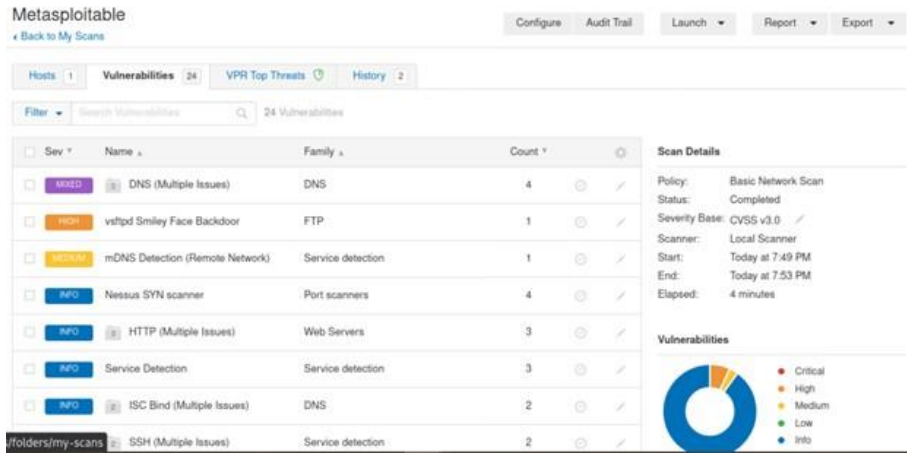 Metasploitable
Configure Audit Trail Launch Report Export
Back to My Scans
Hosts 1 Vulnerabilities 24 VPR Top Threats History 2
Filter Search Vulnerabilities 24 Vulnerabilities
Sev Name Family Count Scan Details
MIXED DNS (Multiple Issues) DNS 4
HIGH vsftpd Smiley Face Backdoor FTP 1
MEDIUM mDNS Detection (Remote Network) Service detection 1
INFO Nessus SYN scanner Port scanners 4
INFO HTTP (Multiple Issues) Web Servers 3
INFO Service Detection Service detection 3
INFO ISC Bind (Multiple Issues) DNS 2
/folders/my-scans SSH (Multiple Issues) Service detection 2
Policy: Basic Network Scan
Status: Completed
Severity Base: CVSS v3.0
Scanner: Local Scanner
Start: Today at 7:49 PM
End: Today at 7:53 PM
Elapsed: 4 minutes
Vulnerabilities
Critical
High
Medium
Low
Info